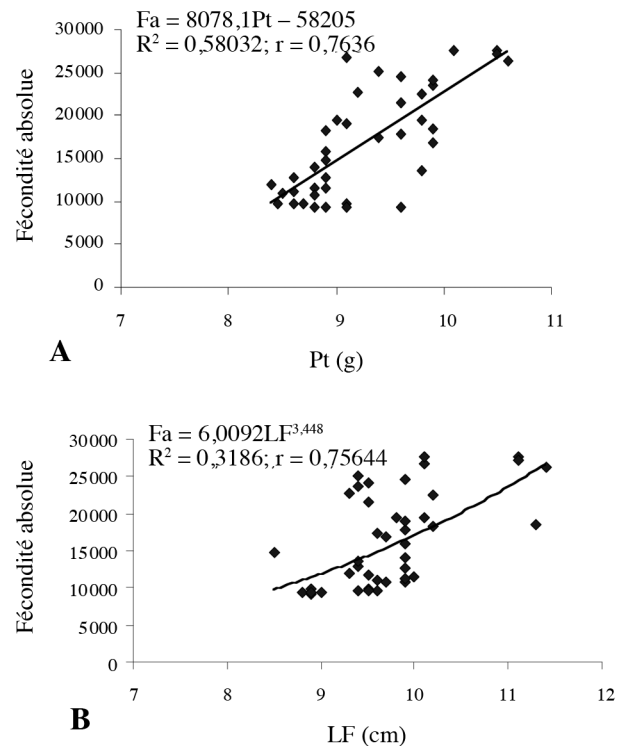 Fa = 8078,1Pt – 58205
R² = 0,58032; r = 0,7636
30000
25000
20000
15000
10000
5000
0
Fécondité absolue
7 8 9 10 11
A
Pt (g)
Fa = 6,0092LF³,⁴⁴⁸
R² = 0,3186; r = 0,75644
30000
25000
20000
15000
10000
5000
0
Fécondité absolue
7 8 9 10 11 12
B
LF (cm)